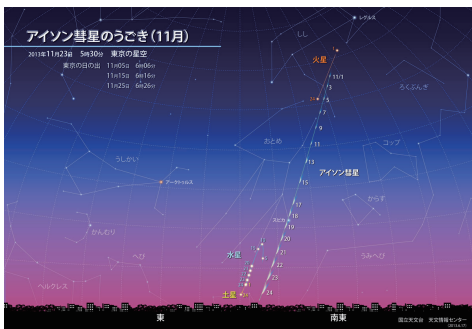 アイソン彗星のうごき(11月)
2013年11月23日 5時30分 東京の星空
東京の日の出 11月05日 6時06分
11月15日 6時16分
11月25日 6時26分
レグルス
しし
火星
11/1
3
5
7
9
11
13
15
17
18
19
20
21
22
23
24
ろくぶんぎ
おとめ
コップ
うしかい
アイソン彗星
アークトゥルス
からす
スピカ
かんむり
へび
水星
うみへび
ヘルクレス
土星
東
南東
国立天文台 天文情報センター